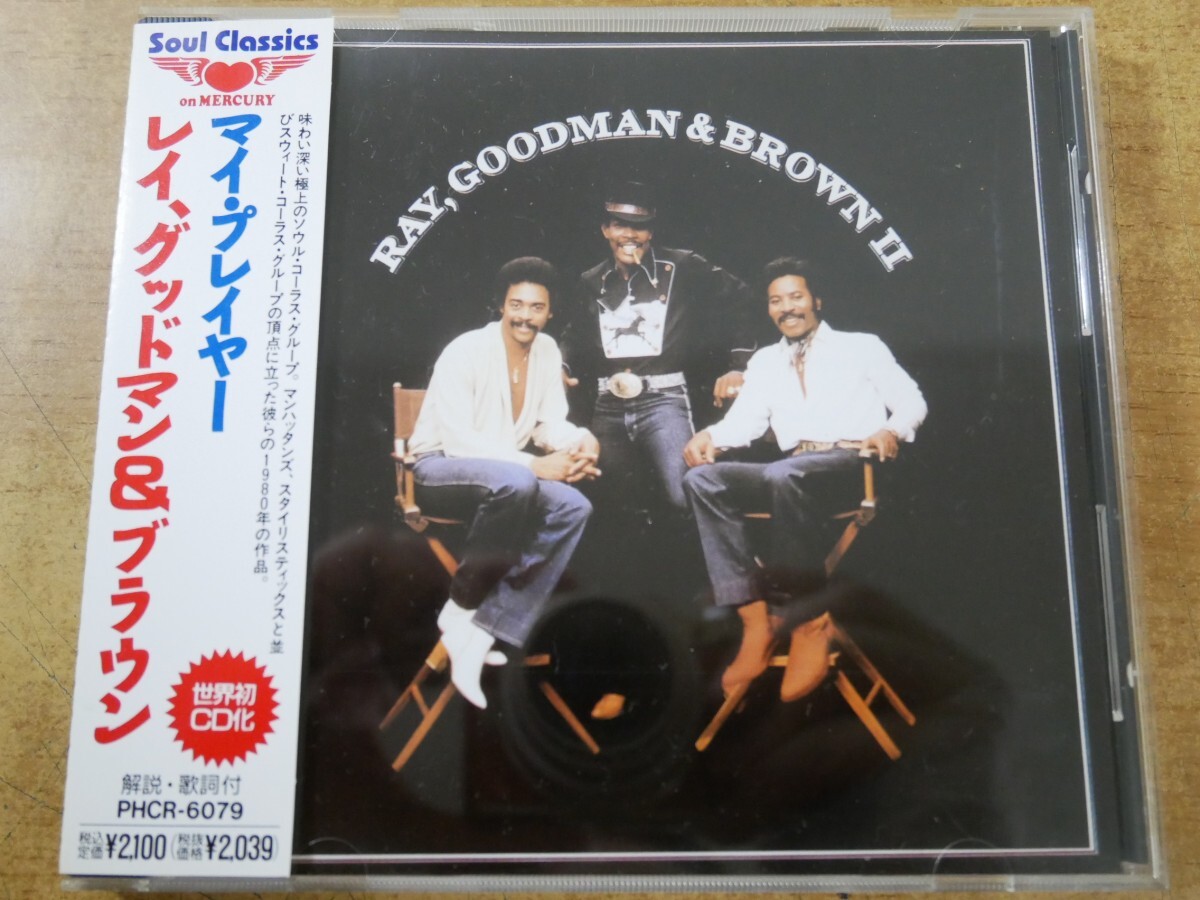 Soul Classics
on MERCURY
マイ・プレイヤー
レイ、グッドマン&ブラウン
味わい深い極上のソウル・コーラス・グループ。マンハッタンズ、スタイリスティックスと並
びスウィート・コーラス・グループの頂点に立った彼らの1980年の作品。
世界初
CD化
解説・歌詞付
PHCR-6079
税込定価¥2,100(税抜価格¥2,039)
RAY, GOODMAN & BROWN II